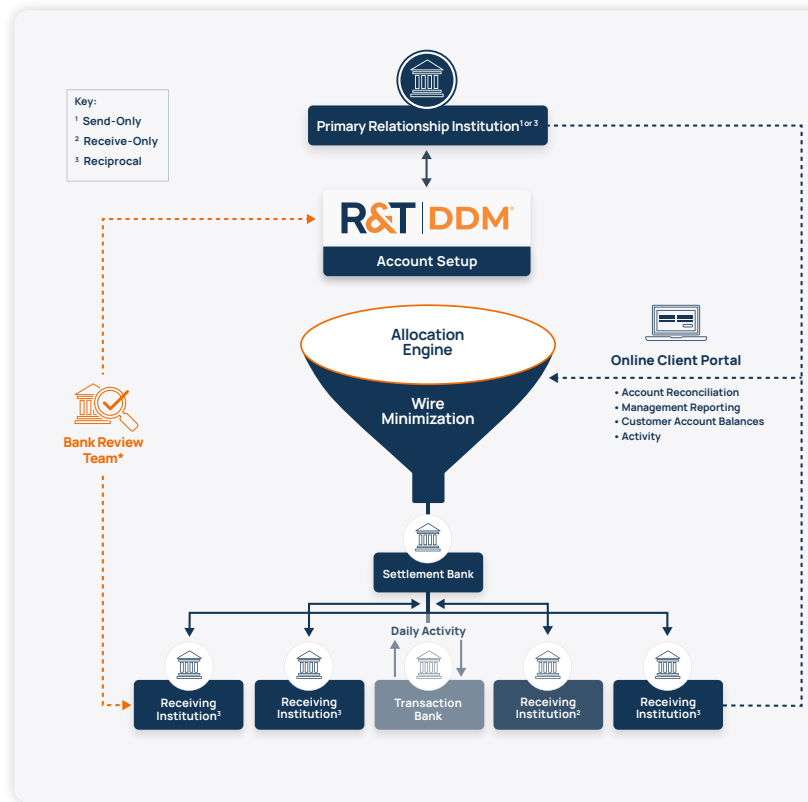 Key:
¹ Send-Only
² Receive-Only
³ Reciprocal
Primary Relationship Institution¹ ᵒʳ ³
R&T | DDM®
Account Setup
Allocation
Engine
Wire
Minimization
Online Client Portal
• Account Reconciliation
• Management Reporting
• Customer Account Balances
• Activity
Bank Review
Team*
Settlement Bank
Daily Activity
Receiving
Institution³
Receiving
Institution³
Transaction
Bank
Receiving
Institution²
Receiving
Institution³